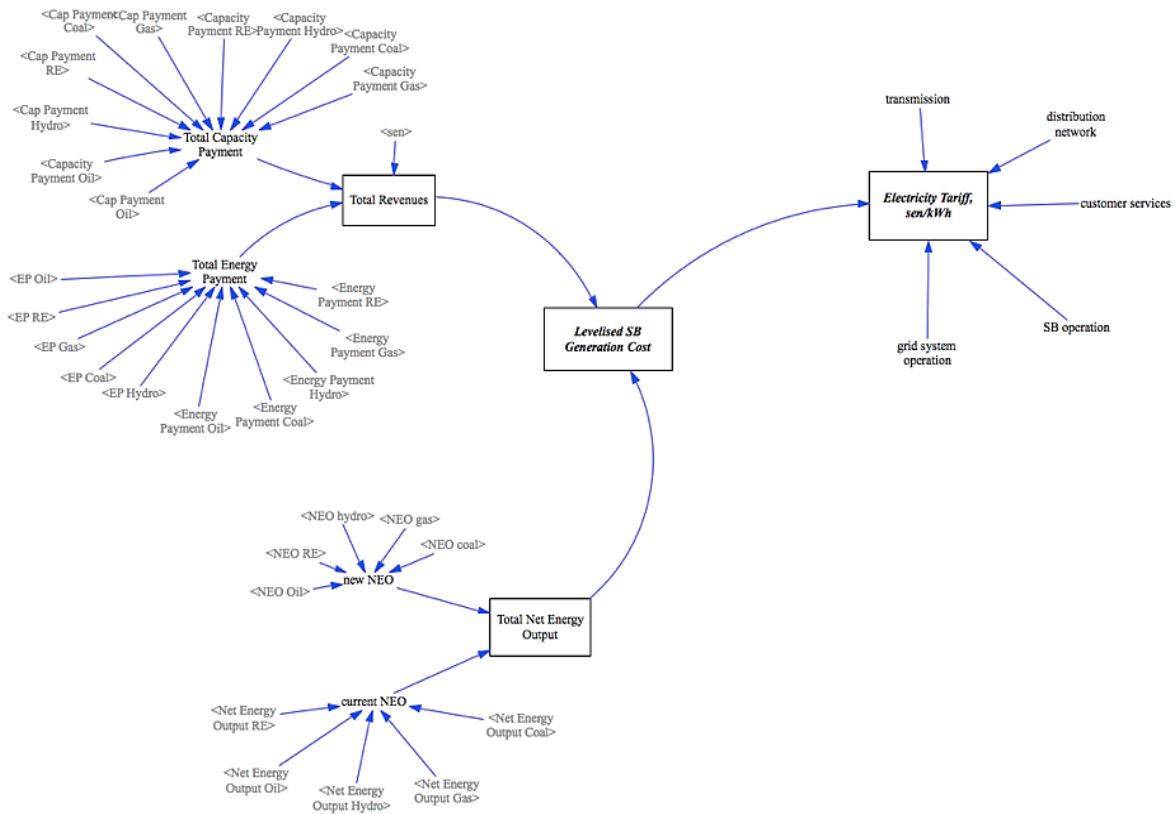 <Cap Payment
Coal>
<Cap Payment
Gas>
<Capacity
Payment RE>
<Capacity
Payment Hydro>
<Capacity
Payment Coal>
<Capacity
Payment Gas>
<Cap Payment
RE>
<Cap Payment
Hydro>
<Capacity
Payment Oil>
<Cap Payment
Oil>
Total Capacity
Payment
<sen>
Total Revenues
Total Energy
Payment
<EP Oil>
<EP RE>
<EP Gas>
<EP Coal>
<EP Hydro>
<Energy
Payment Oil>
<Energy
Payment Coal>
<Energy Payment
Hydro>
<Energy
Payment Gas>
<Energy
Payment RE>
Levelised SB
Generation Cost
transmission
distribution
network
customer services
SB operation
grid system
operation
Electricity Tariff,
sen/kWh
<NEO hydro>
<NEO gas>
<NEO coal>
<NEO RE>
<NEO Oil>
new NEO
Total Net Energy
Output
current NEO
<Net Energy
Output RE>
<Net Energy
Output Oil>
<Net Energy
Output Hydro>
<Net Energy
Output Gas>
<Net Energy
Output Coal>